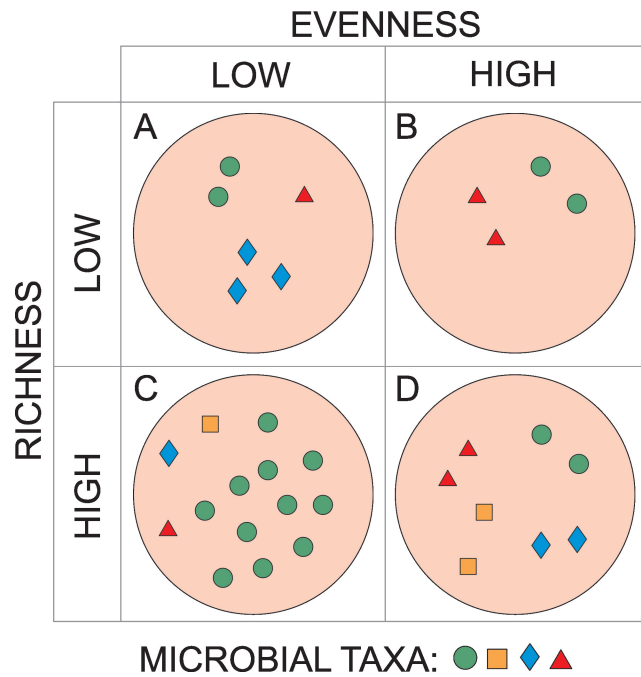 EVENNESS
LOW HIGH
A B
LOW
C D
RICHNESS
HIGH
MICROBIAL TAXA: